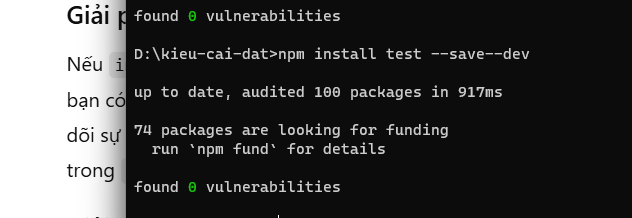 Giải p
Nếu i
bạn có
dõi sự
trong
found 0 vulnerabilities
D:\kieu-cai-dat>npm install test --save--dev
up to date, audited 100 packages in 917ms
74 packages are looking for funding
run `npm fund` for details
found 0 vulnerabilities